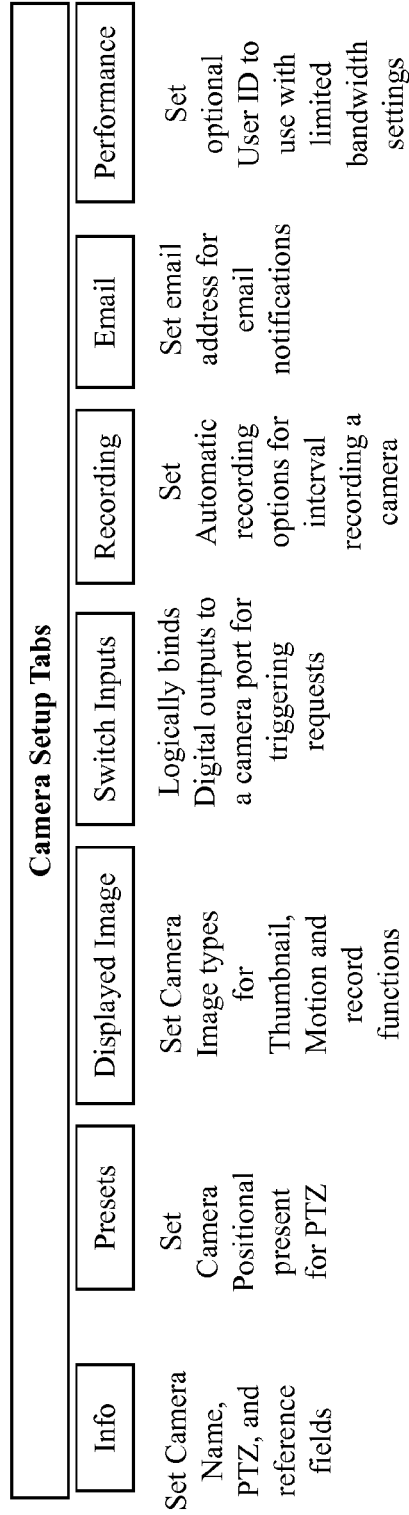 Camera Setup Tabs
Info
Set Camera
Name,
PTZ, and
reference
fields
Presets
Set
Camera
Positional
present
for PTZ
Displayed Image
Set Camera
Image types
for
Thumbnail,
Motion and
record
functions
Switch Inputs
Logically binds
Digital outputs to
a camera port for
triggering
requests
Recording
Set
Automatic
recording
options for
intcrval
recording a
camera
Email
Set email
address for
email
notifications
Performance
Set
optional
User ID to
use with
limited
bandwidth
settings